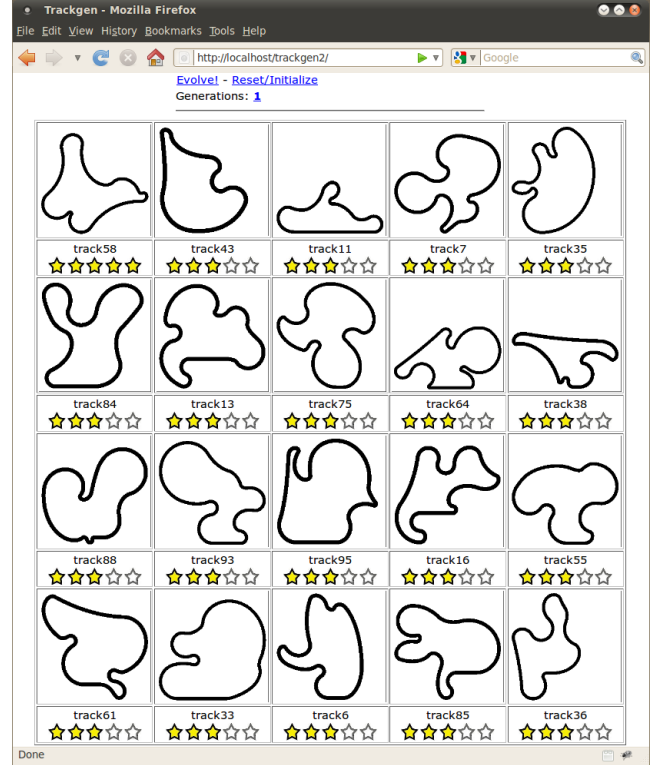 Trackgen - Mozilla Firefox
File Edit View History Bookmarks Tools Help
http://localhost/trackgen2/ Google
Evolve! - Reset/Initialize
Generations: 1
track58 track43 track11 track7 track35
track84 track13 track75 track64 track38
track88 track93 track95 track16 track55
track61 track33 track6 track85 track36
Done